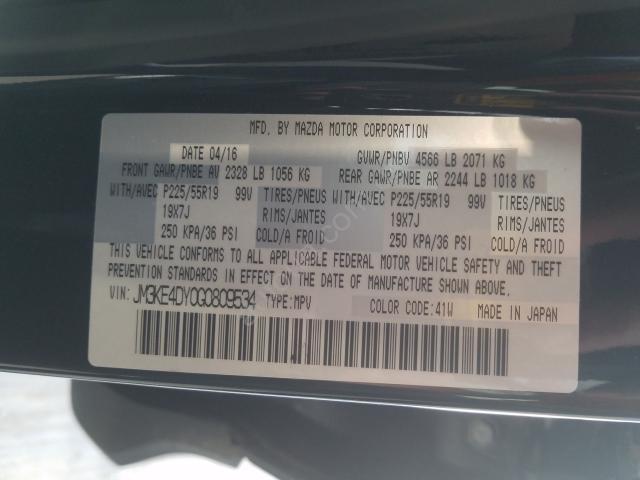 MFD. BY MAZDA MOTOR CORPORATION
DATE 04/16 GVWR/PNBV 4566 LB 2071 KG
FRONT GAWR/PNBE AV 2328 LB 1056 KG REAR GAWR/PNBE AR 2244 LB 1018 KG
WITH/AVEC P225/55R19 99V TIRES/PNEUS WITH/AVEC P225/55R19 99V TIRES/PNEUS
19X7J RIMS/JANTES 19X7J RIMS/JANTES
250 KPA/36 PSI COLD/A FROID 250 KPA/36 PSI COLD/A FROID
THIS VEHICLE CONFORMS TO ALL APPLICABLE FEDERAL MOTOR VEHICLE SAFETY AND THEFT
PREVENTION STANDARDS IN EFFECT ON THE DATE OF MANUFACTURE SHOWN ABOVE.
VIN: JM3KE4DY0G0809534 TYPE: MPV COLOR CODE: 41W MADE IN JAPAN